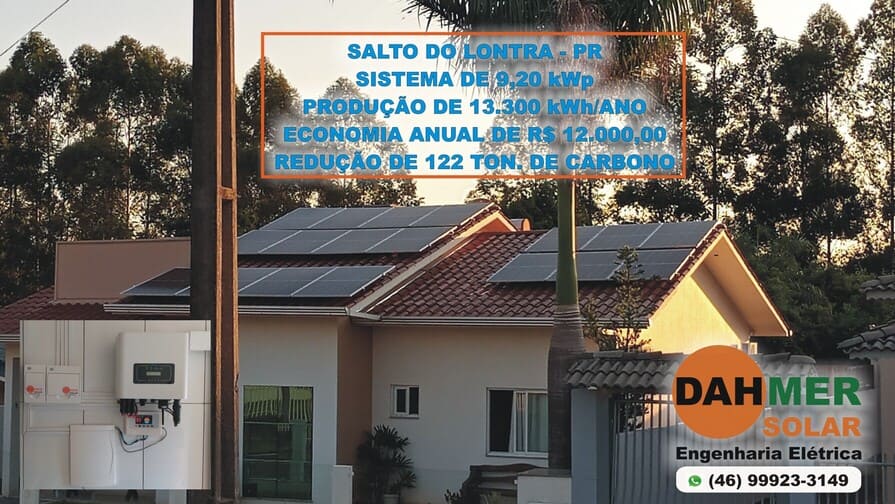 SALTO DO LONTRA - PR
SISTEMA DE 9,20 kWp
PRODUÇÃO DE 13.300 kWh/ANO
ECONOMIA ANUAL DE R$ 12.000,00
REDUÇÃO DE 122 TON. DE CARBONO
DAHMER
SOLAR
Engenharia Elétrica
(46) 99923-3149